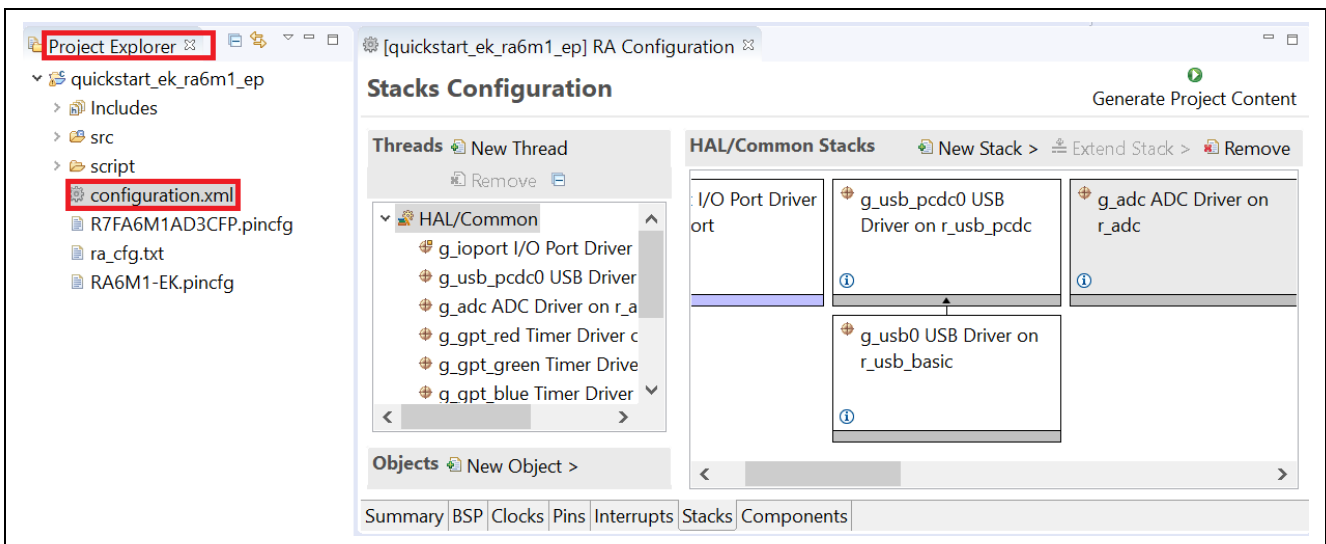 Project Explorer
quickstart_ek_ra6m1_ep
Includes
src
script
configuration.xml
R7FA6M1AD3CFP.pincfg
ra_cfg.txt
RA6M1-EK.pincfg
[quickstart_ek_ra6m1_ep] RA Configuration
Stacks Configuration
Generate Project Content
Threads New Thread
Remove
HAL/Common
g_ioport I/O Port Driver
g_usb_pcdc0 USB Driver
g_adc ADC Driver on r_a
g_gpt_red Timer Driver c
g_gpt_green Timer Drive
g_gpt_blue Timer Driver
Objects New Object >
HAL/Common Stacks New Stack > Extend Stack > Remove
I/O Port Driver
ort
g_usb_pcdc0 USB
Driver on r_usb_pcdc
g_adc ADC Driver on
r_adc
g_usb0 USB Driver on
r_usb_basic
Summary BSP Clocks Pins Interrupts Stacks Components